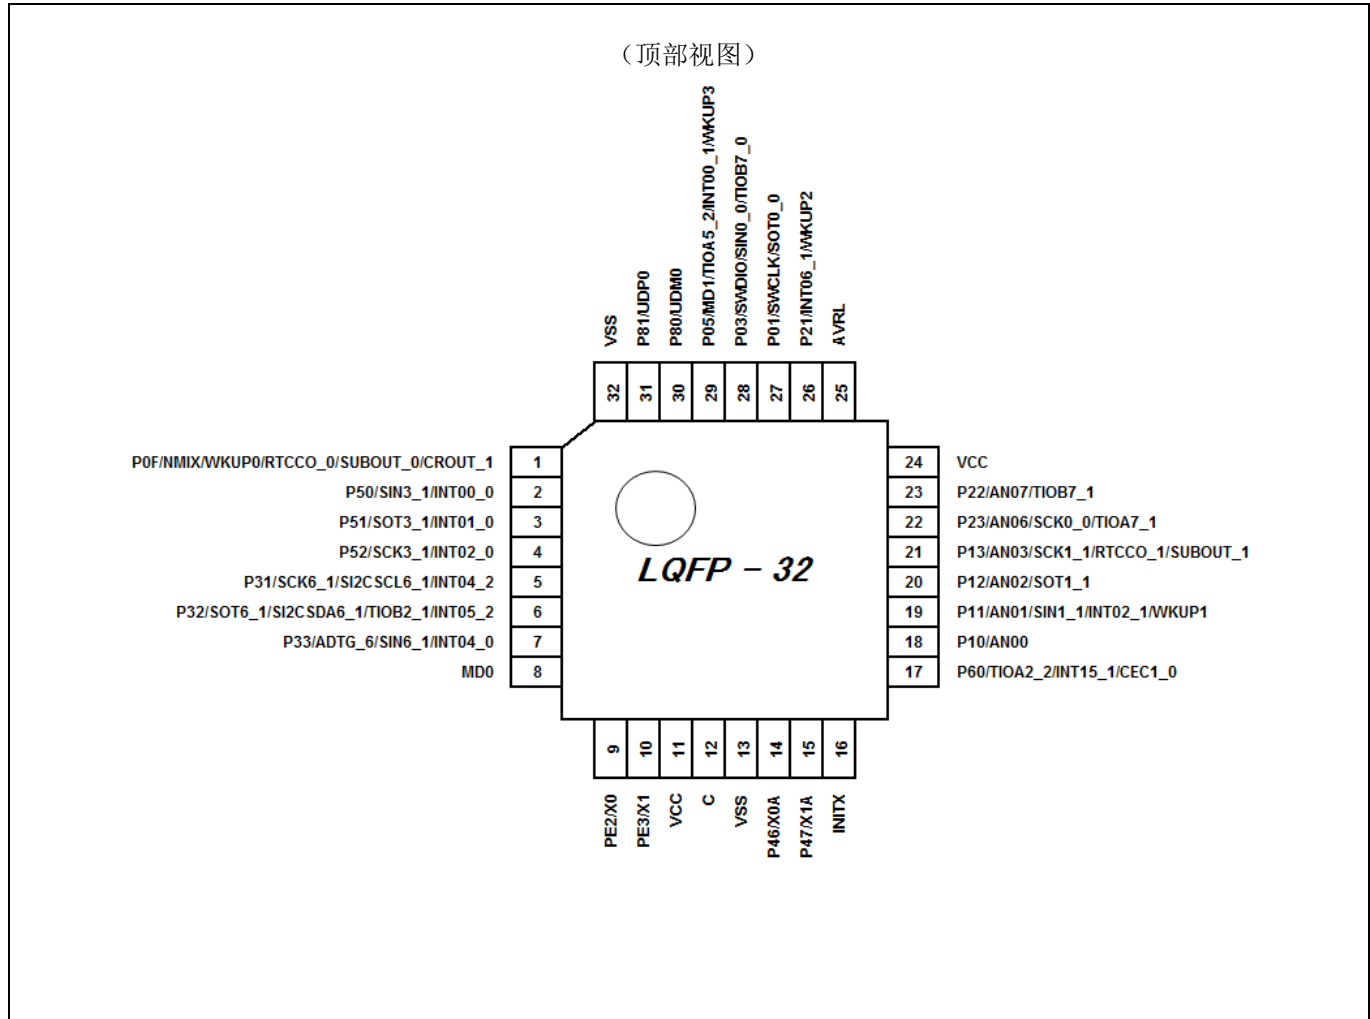 （顶部视图）
VSS
P81/UDP0
P80/UDM0
P05/MD1/TIOA5_2/INT00_1/WKUP3
P03/SWDIO/SIN0_0/TIOB7_0
P01/SWCLK/SOT0_0
P21/INT06_1/WKUP2
AVRL
32 31 30 29 28 27 26 25
P0F/NMIX/WKUP0/RTCCO_0/SUBOUT_0/CROUT_1 1
P50/SIN3_1/INT00_0 2
P51/SOT3_1/INT01_0 3
P52/SCK3_1/INT02_0 4
P31/SCK6_1/SI2CSCL6_1/INT04_2 5
P32/SOT6_1/SI2CSDA6_1/TIOB2_1/INT05_2 6
P33/ADTG_6/SIN6_1/INT04_0 7
MD0 8
LQFP - 32
24 VCC
23 P22/AN07/TIOB7_1
22 P23/AN06/SCK0_0/TIOA7_1
21 P13/AN03/SCK1_1/RTCCO_1/SUBOUT_1
20 P12/AN02/SOT1_1
19 P11/AN01/SIN1_1/INT02_1/WKUP1
18 P10/AN00
17 P60/TIOA2_2/INT15_1/CEC1_0
9 10 11 12 13 14 15 16
PE2/X0
PE3/X1
VCC
C
VSS
P46/X0A
P47/X1A
INITX